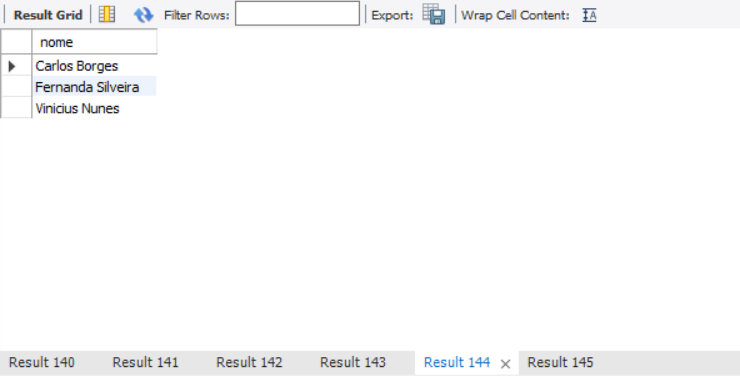 Result Grid Filter Rows: Export: Wrap Cell Content: IA
nome
Carlos Borges
Fernanda Silveira
Vinicius Nunes
Result 140 Result 141 Result 142 Result 143 Result 144 × Result 145